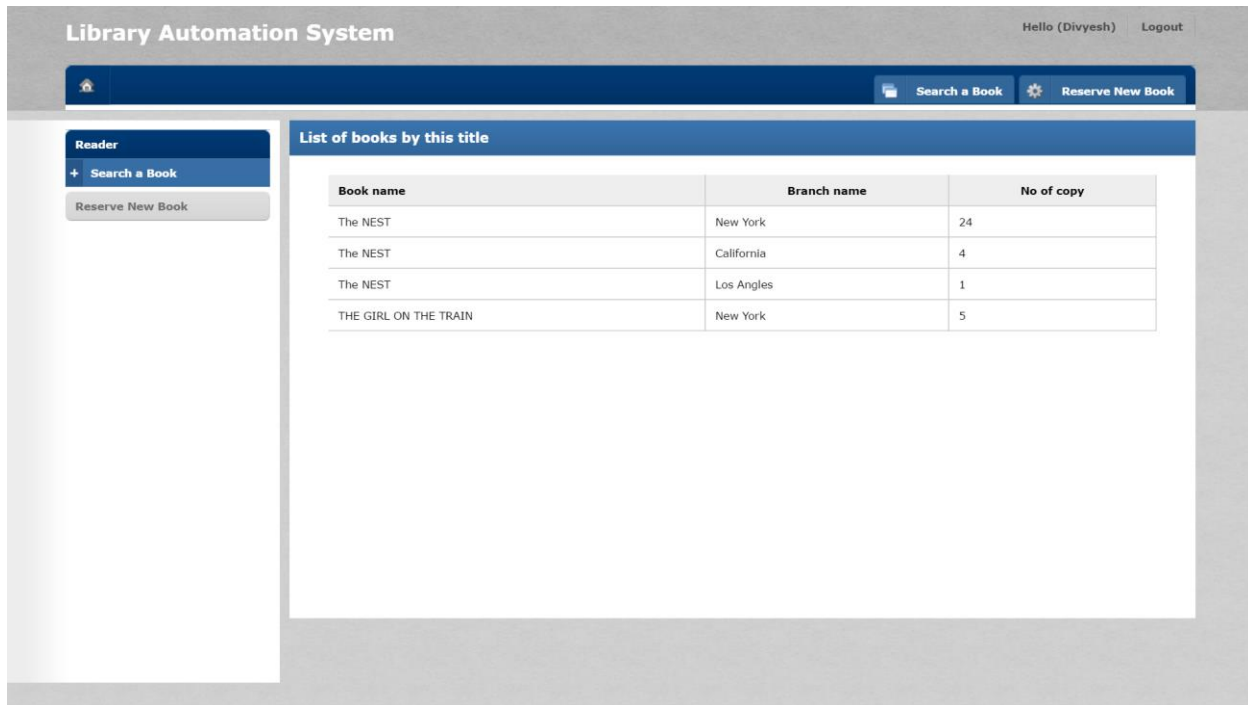 Library Automation System
Hello (Divyesh) Logout
Search a Book Reserve New Book
Reader
+ Search a Book
Reserve New Book
List of books by this title
Book name Branch name No of copy
The NEST New York 24
The NEST California 4
The NEST Los Angles 1
THE GIRL ON THE TRAIN New York 5